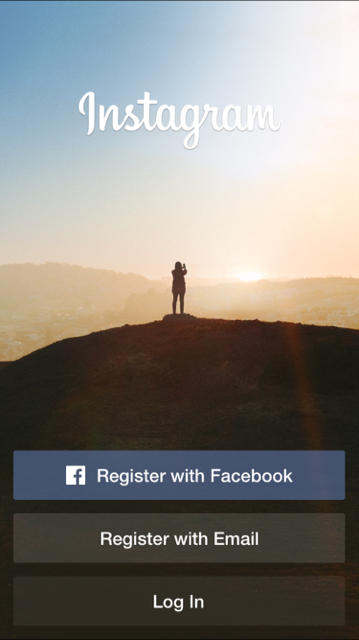 Instagram
Register with Facebook
Register with Email
Log In